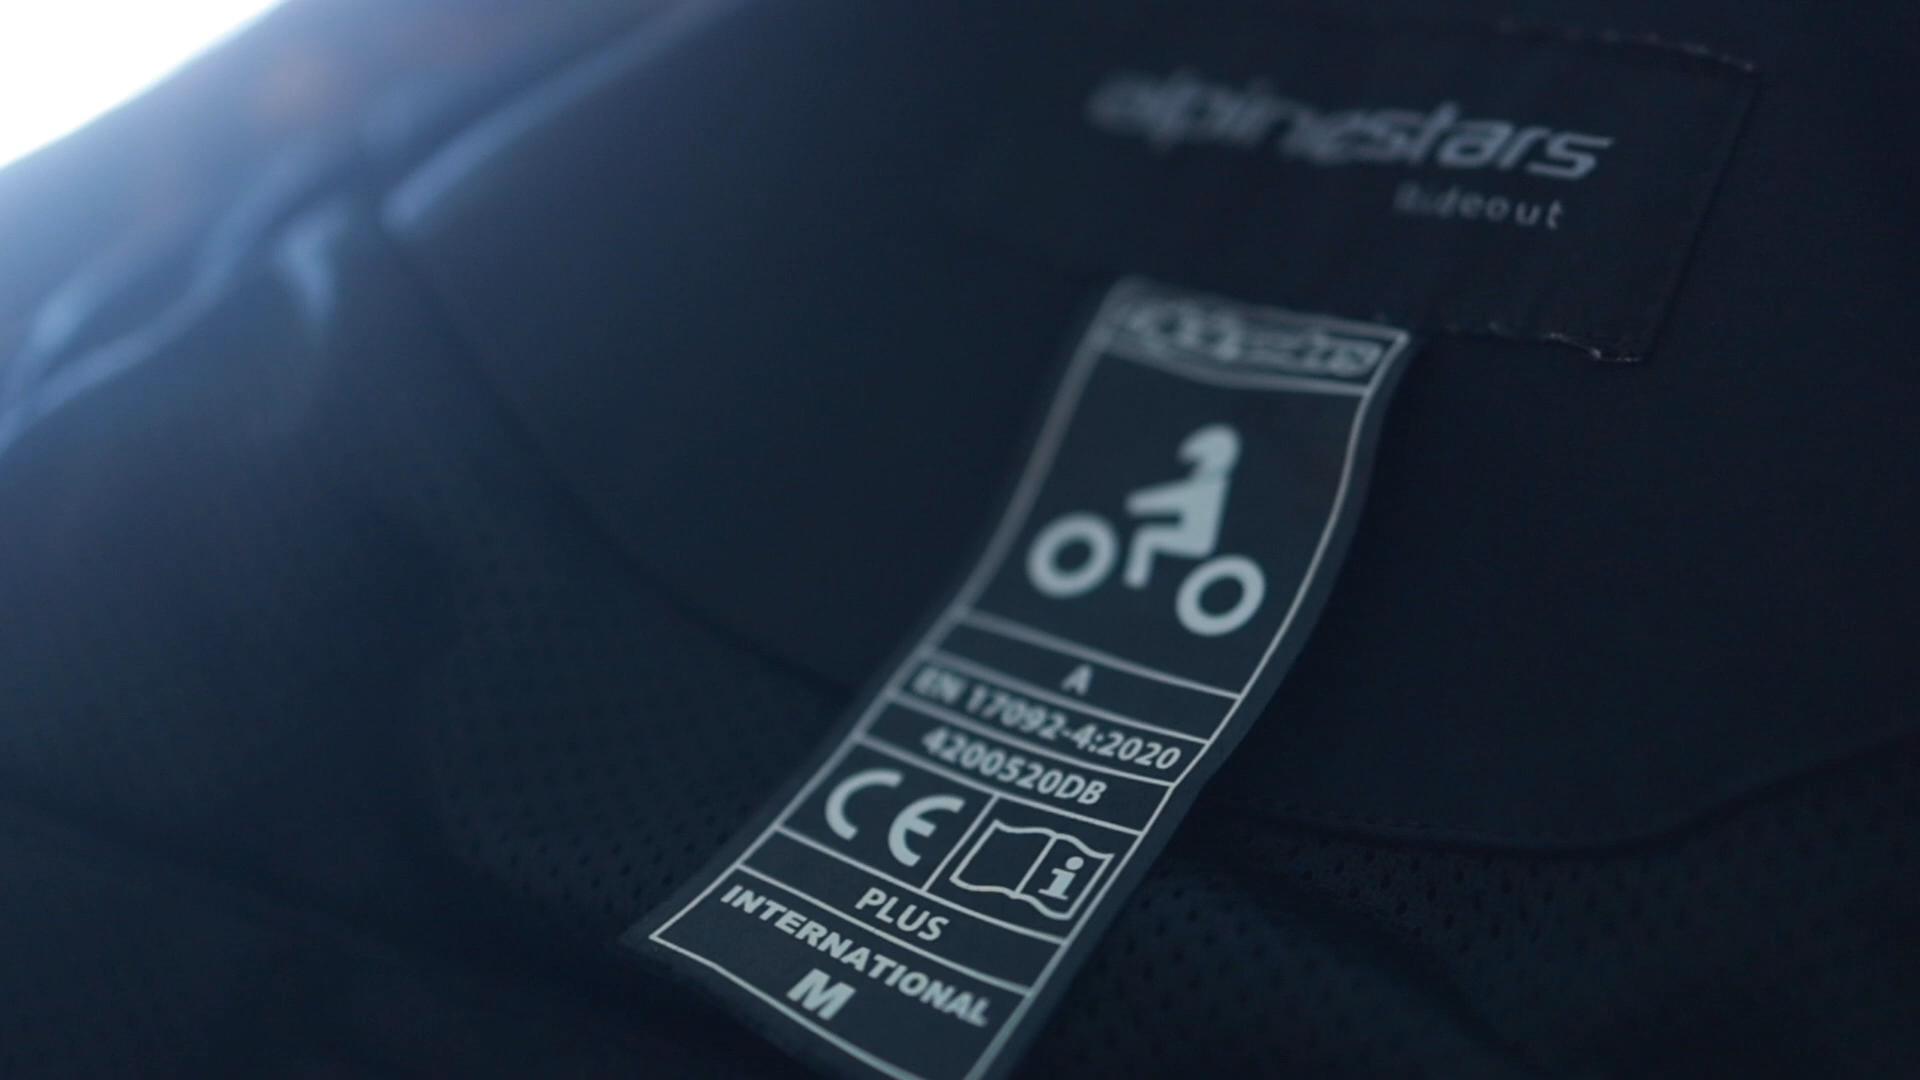 alpinestars
Rideout
A
EN 17092-4:2020
4200520DB
CE
i
PLUS
INTERNATIONAL
M